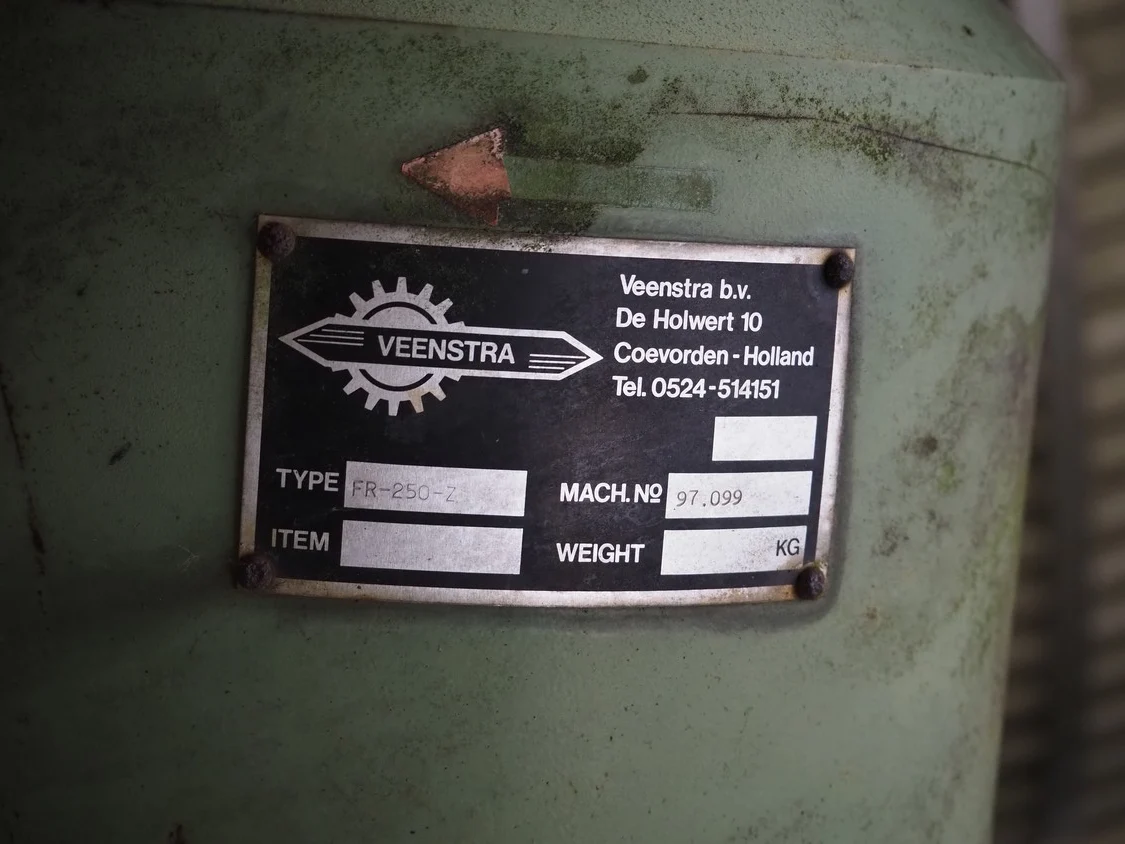 VEENSTRA
Veenstra b.v.
De Holwert 10
Coevorden - Holland
Tel. 0524-514151
TYPE FR-250-Z
MACH. Nº 97.099
ITEM
WEIGHT KG